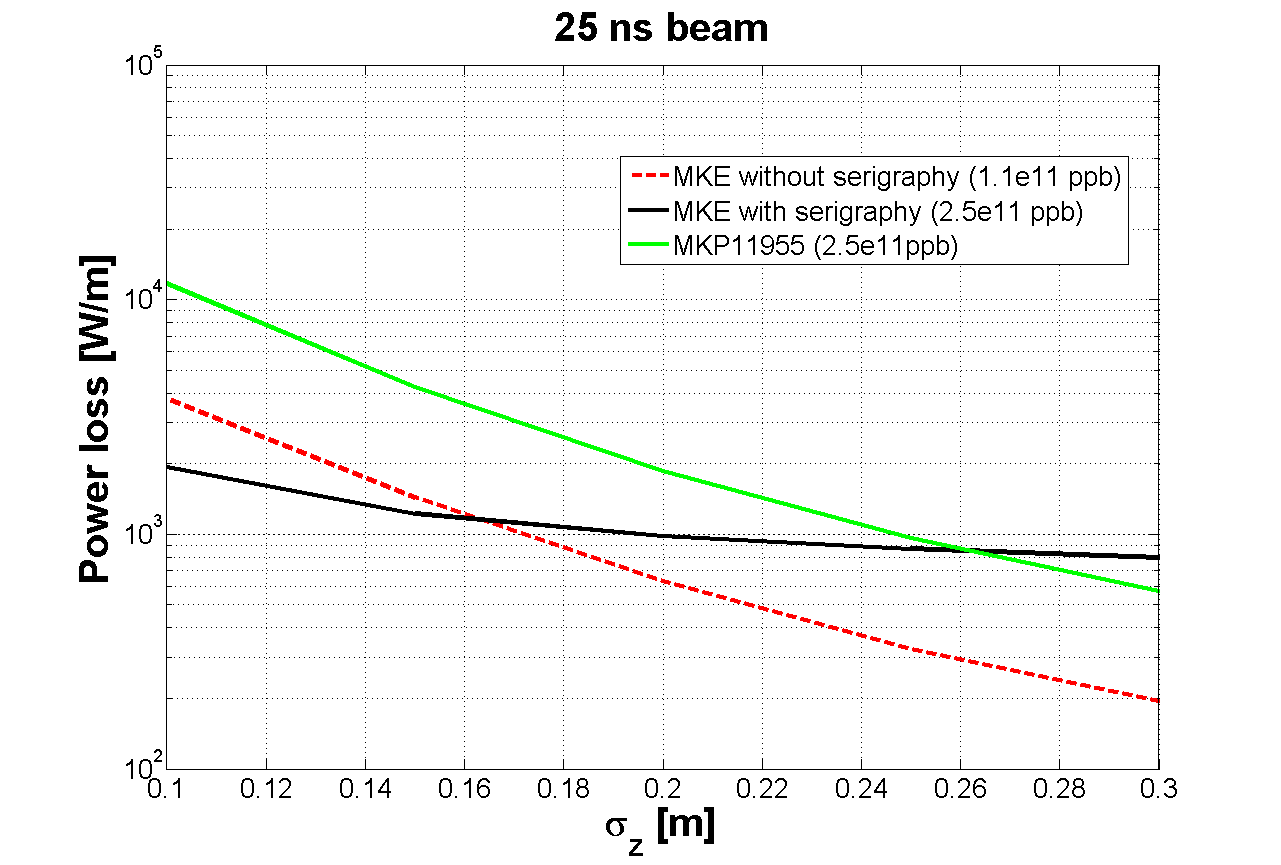 25 ns beam
10^5
10^4
10^3
10^2
Power loss [W/m]
MKE without serigraphy (1.1e11 ppb)
MKE with serigraphy (2.5e11 ppb)
MKP11955 (2.5e11ppb)
0.1 0.12 0.14 0.16 0.18 0.2 0.22 0.24 0.26 0.28 0.3
σ_z [m]